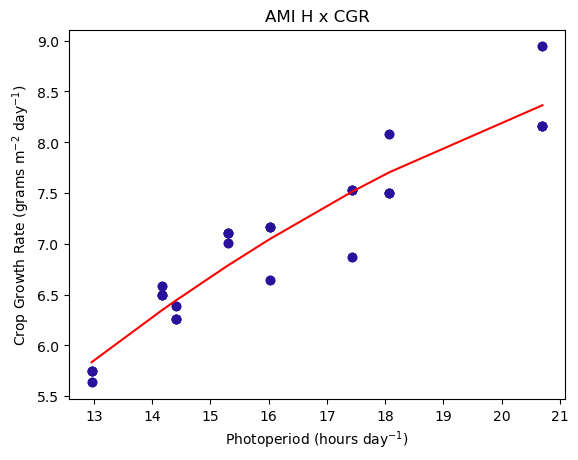 AMI H x CGR
Crop Growth Rate (grams m⁻² day⁻¹)
9.0
8.5
8.0
7.5
7.0
6.5
6.0
5.5
13 14 15 16 17 18 19 20 21
Photoperiod (hours day⁻¹)